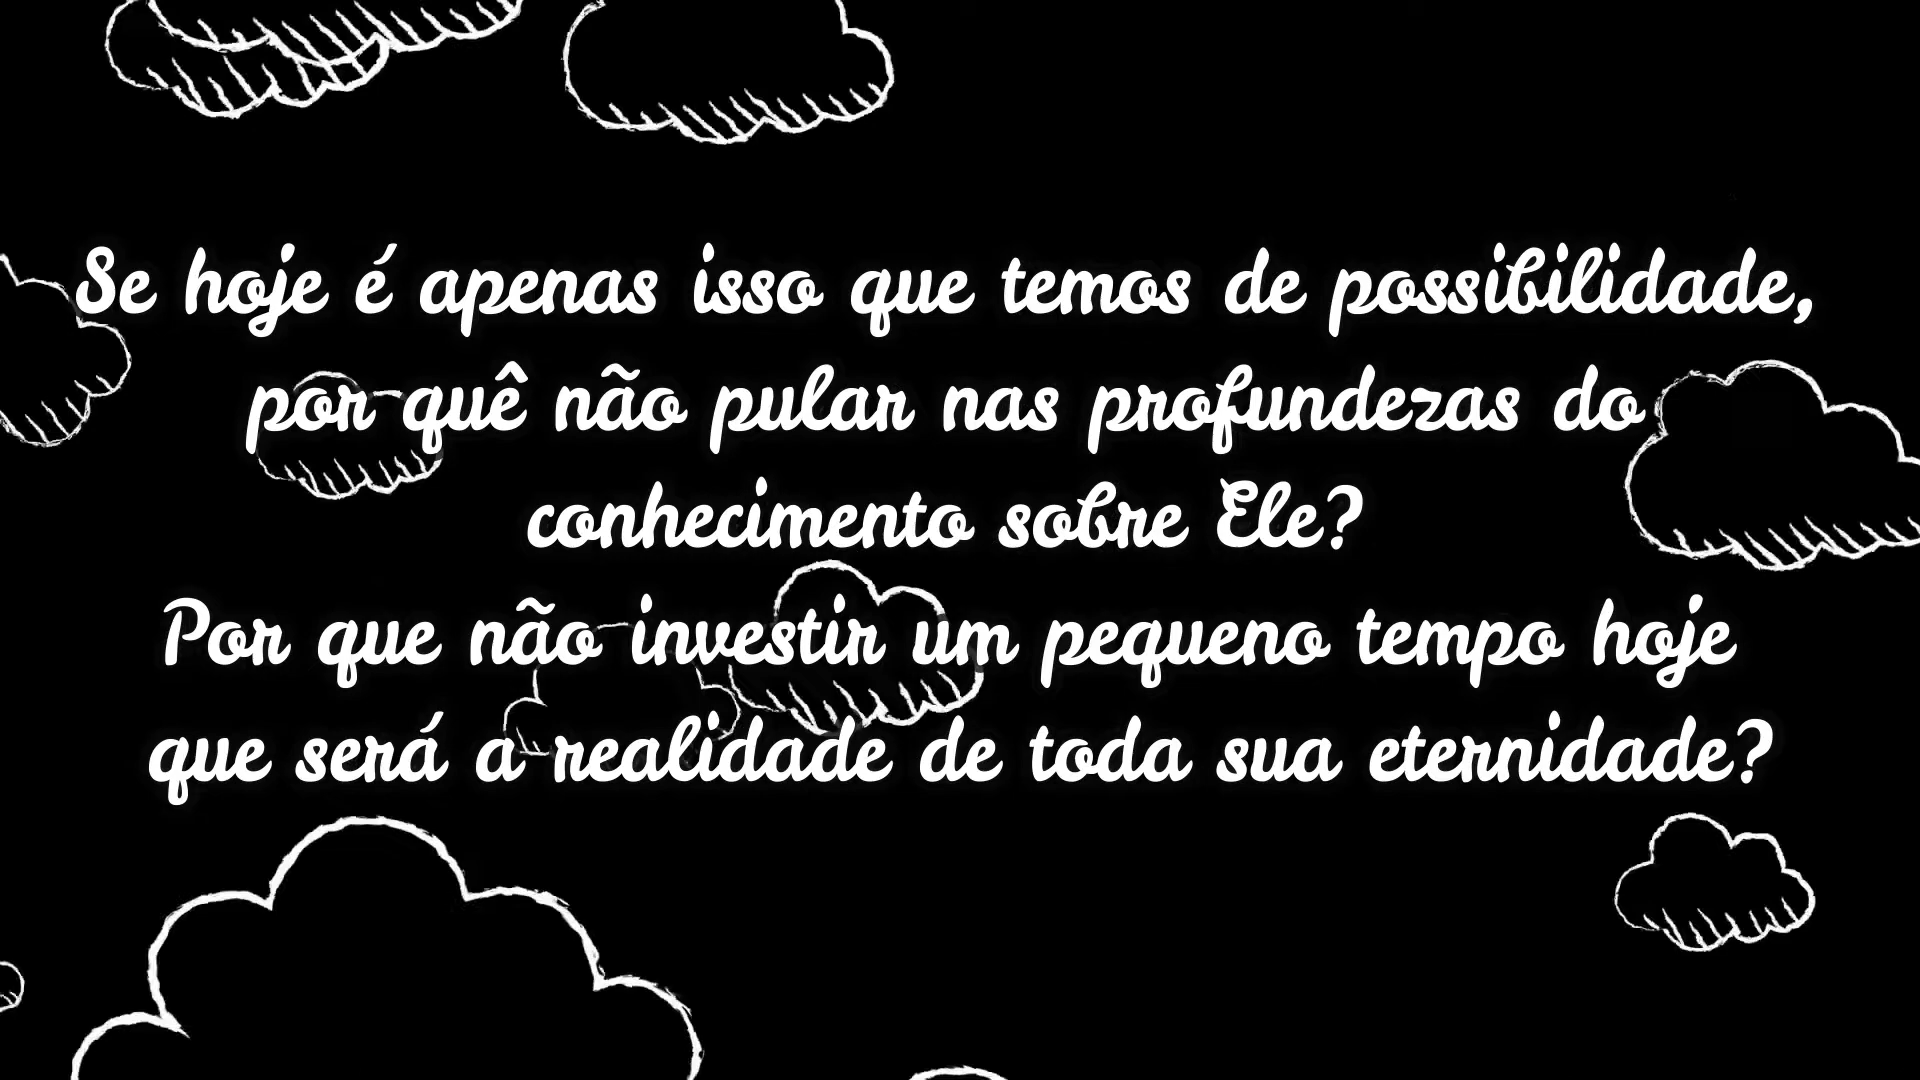 Se hoje é apenas isso que temos de possibilidade,
por quê não pular nas profundezas do
conhecimento sobre Ele?
Por que não investir um pequeno tempo hoje
que será a realidade de toda sua eternidade?